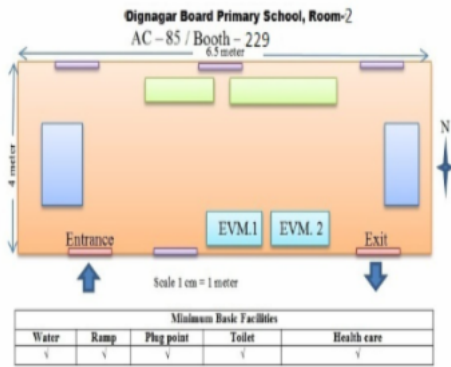 Oignagar Board Primary School, Room-2
AC – 85 / Booth – 229
6.5 meter
4 meter
N
EVM.1
EVM. 2
Entrance
Exit
Scale 1 cm = 1 meter
Minimum Basic Facilities
Water Ramp Plug point Toilet Health care
√ √ √ √ √